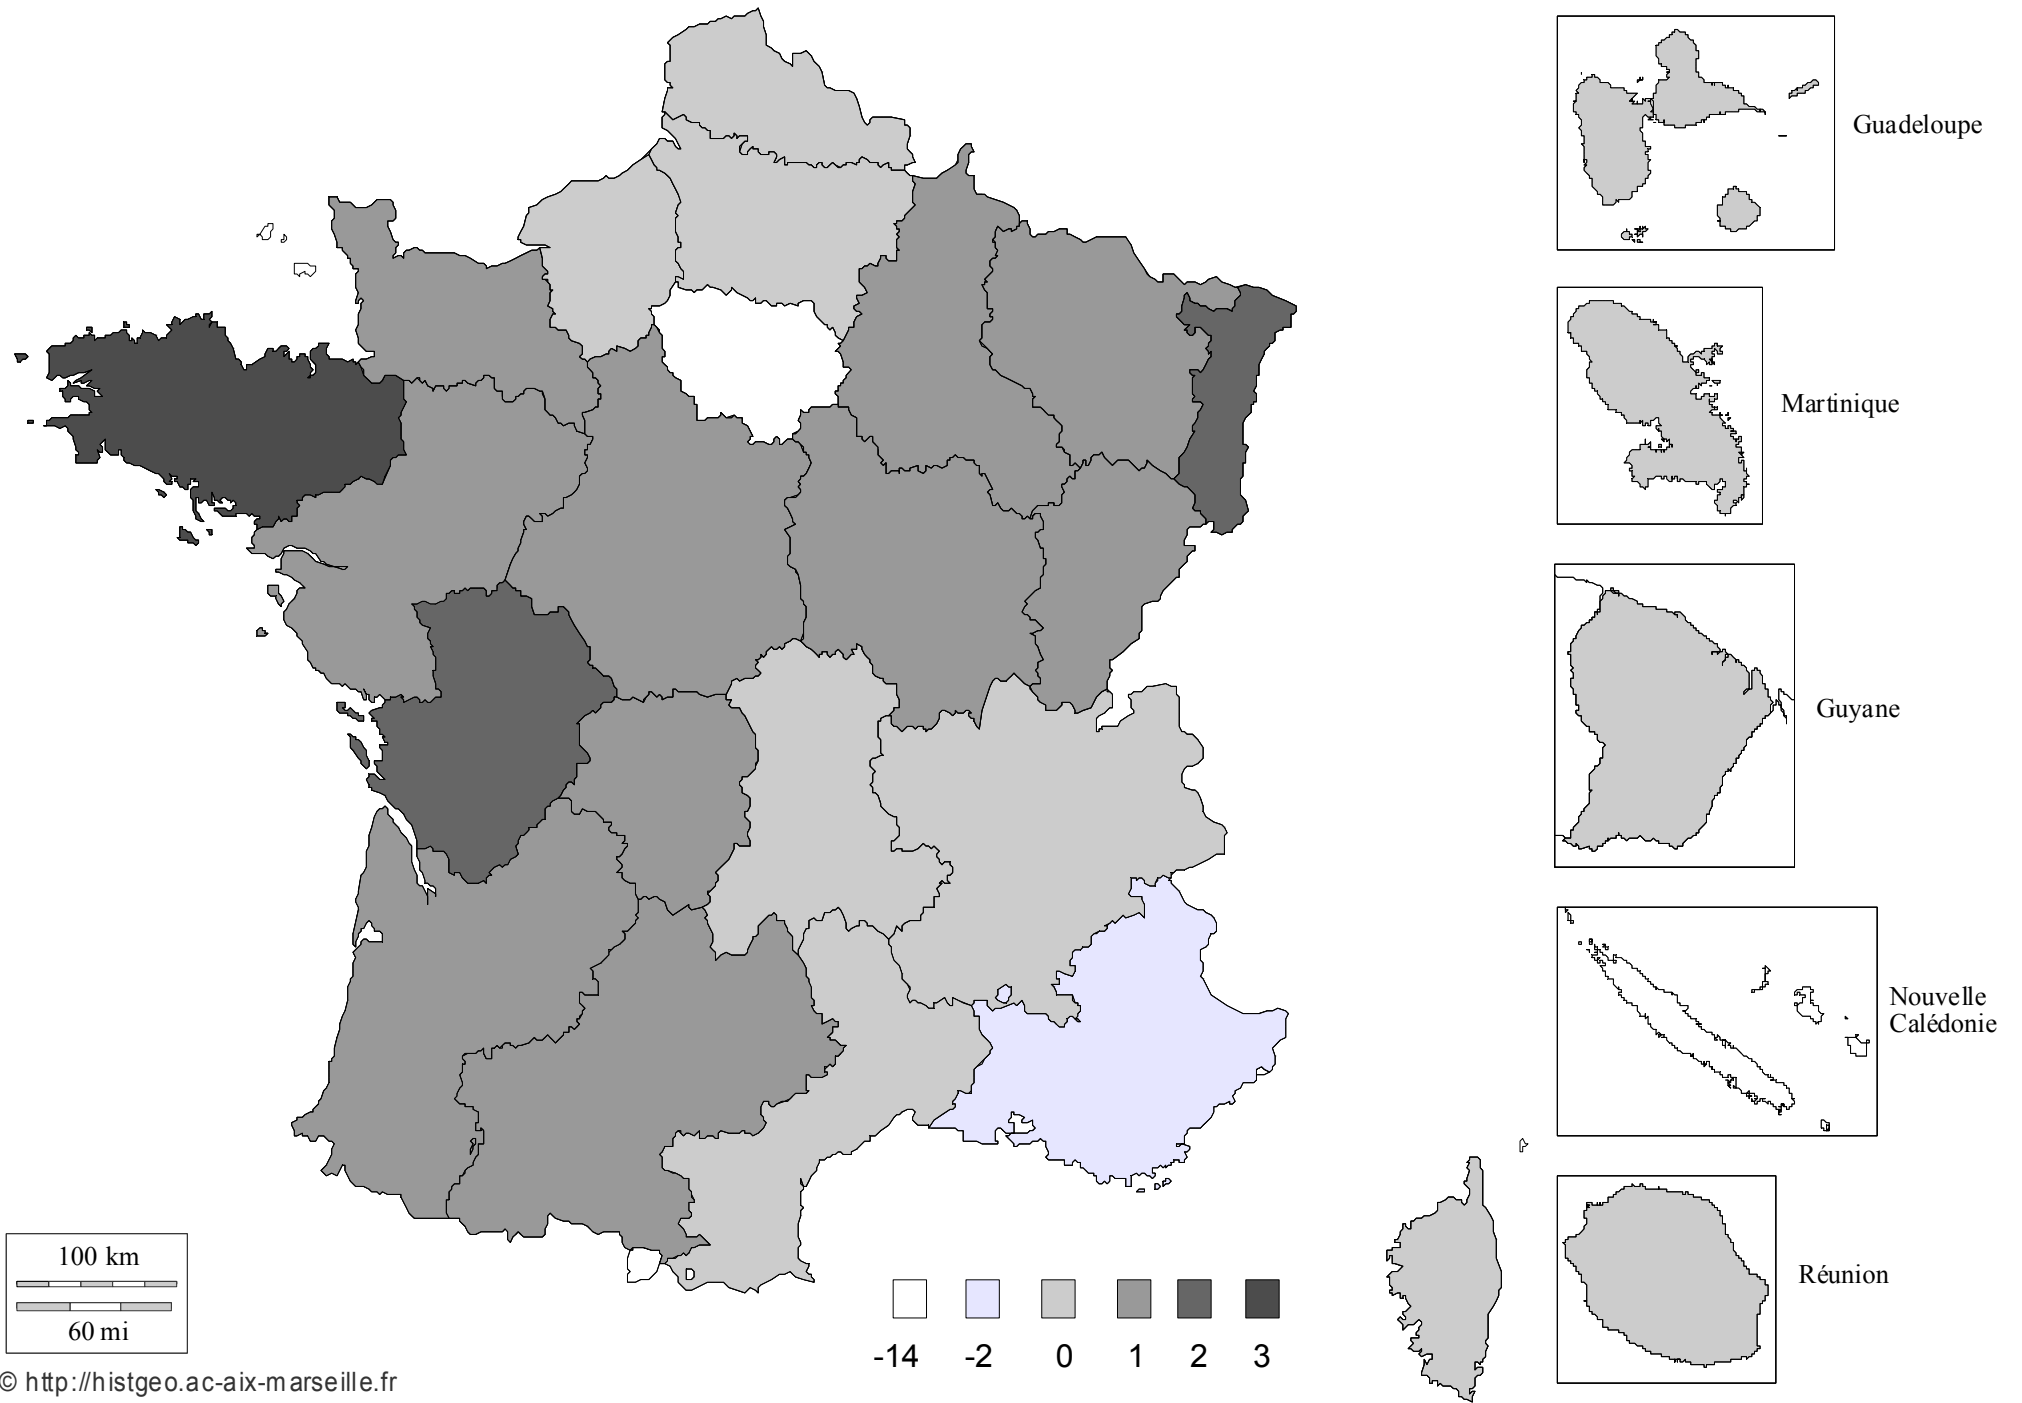 Guadeloupe
Martinique
Guyane
Nouvelle
Calédonie
Réunion
100 km
60 mi
-14 -2 0 1 2 3
© http://histgeo.ac-aix-marseille.fr